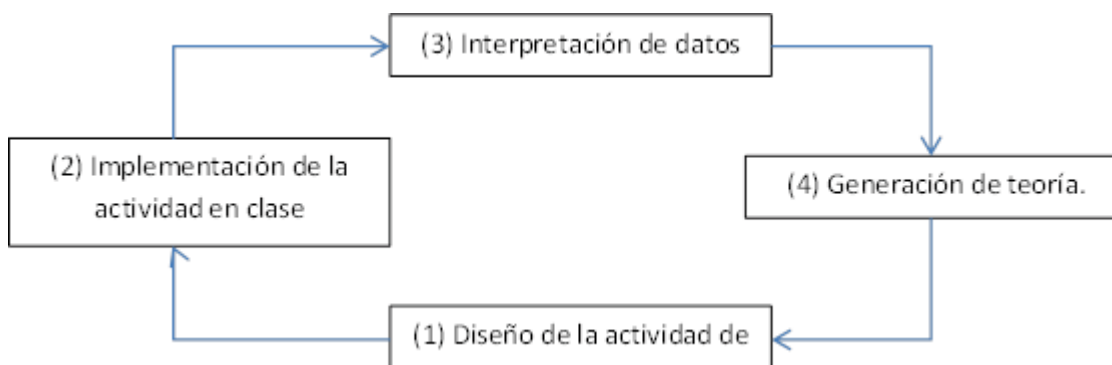 (3) Interpretación de datos
(2) Implementación de la
actividad en clase
(4) Generación de teoría.
(1) Diseño de la actividad de